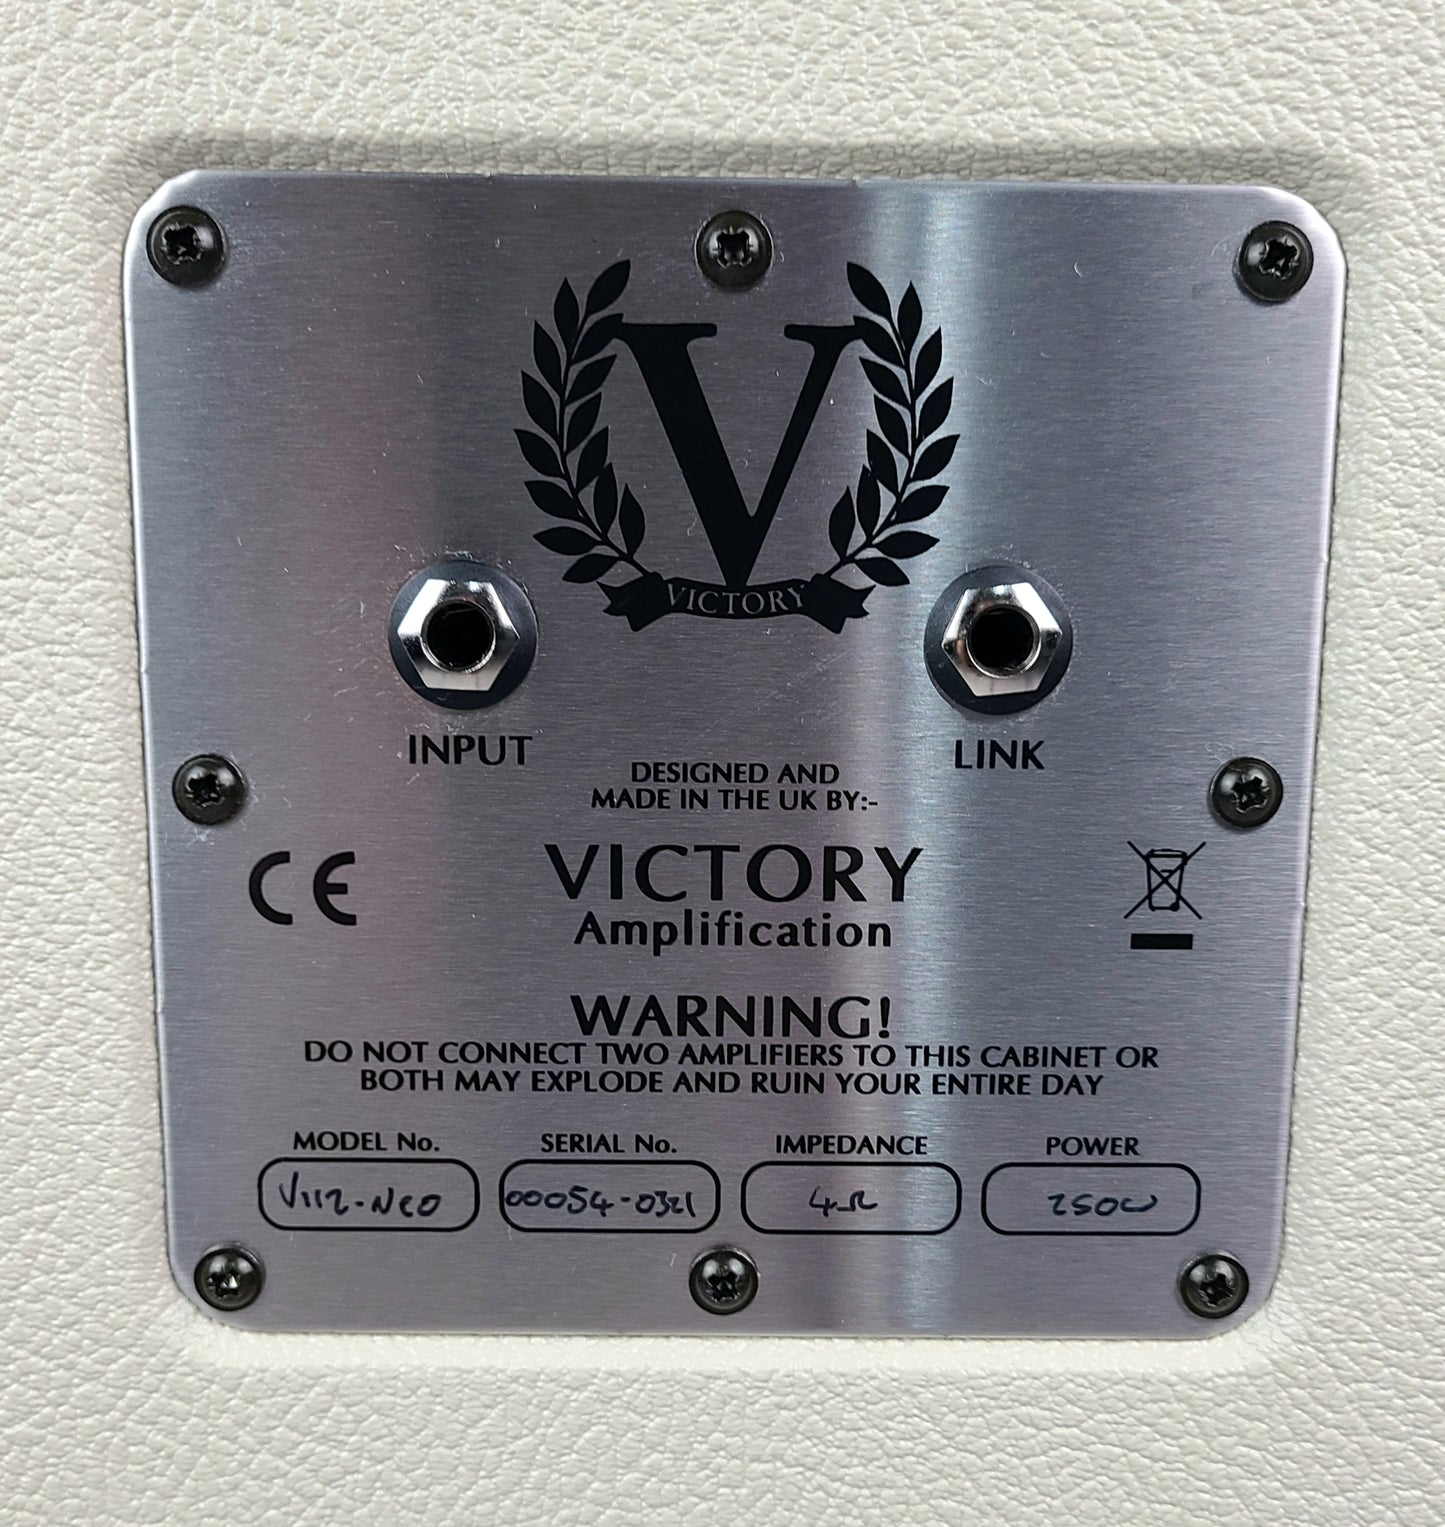 V
VICTORY
INPUT
LINK
DESIGNED AND
MADE IN THE UK BY:-
CE
VICTORY
Amplification
WARNING!
DO NOT CONNECT TWO AMPLIFIERS TO THIS CABINET OR
BOTH MAY EXPLODE AND RUIN YOUR ENTIRE DAY
MODEL No. SERIAL No. IMPEDANCE POWER
V112-Neo 00054-0321 4Ω 250W